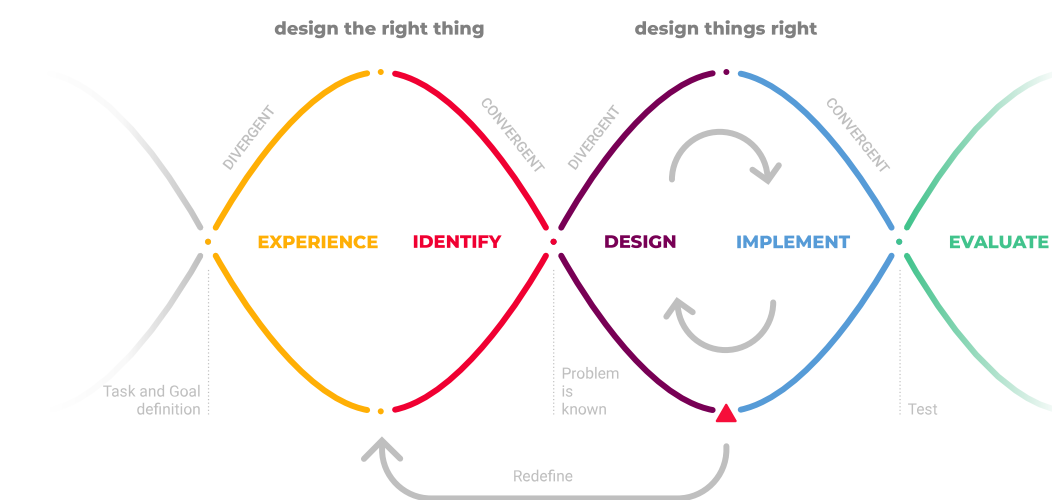 design the right thing
design things right
DIVERGENT
CONVERGENT
DIVERGENT
CONVERGENT
EXPERIENCE
IDENTIFY
DESIGN
IMPLEMENT
EVALUATE
Task and Goal
definition
Problem
is
known
Test
Redefine